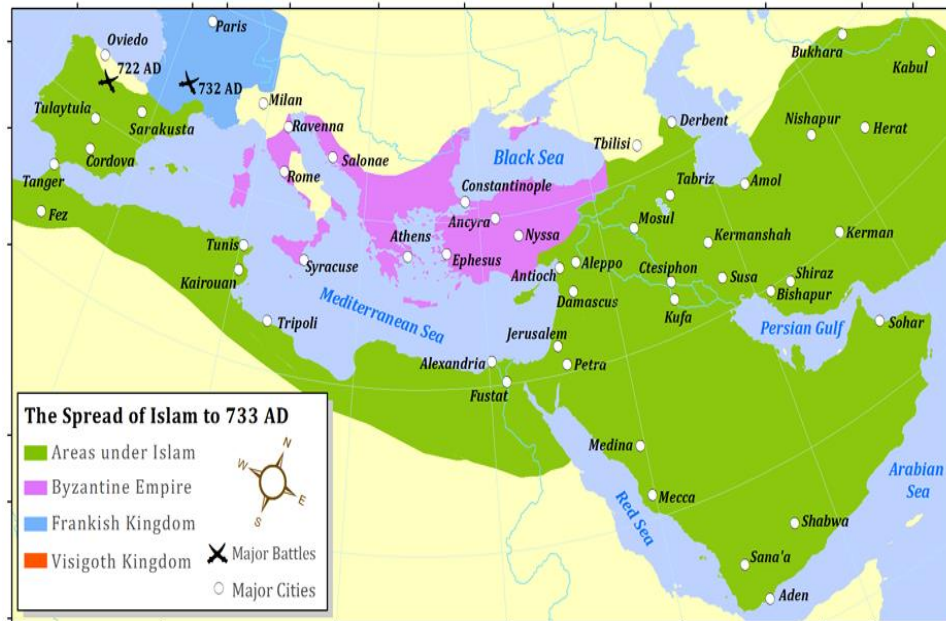 Paris
Oviedo
722 AD
732 AD
Bukhara
Kabul
Milan
Tulaytula
Sarakusta
Ravenna
Derbent
Nishapur
Herat
Cordova
Salonae
Black Sea
Tbilisi
Tanger
Rome
Constantinople
Tabriz
Amol
Fez
Ancyra
Mosul
Tunis
Athens
Nyssa
Kermanshah
Kerman
Kairouan
Syracuse
Ephesus
Antioch
Aleppo
Ctesiphon
Susa
Shiraz
Mediterranean Sea
Damascus
Bishapur
Kufa
Tripoli
Jerusalem
Persian Gulf
Sohar
Alexandria
Petra
Fustat
The Spread of Islam to 733 AD
Areas under Islam
Byzantine Empire
Frankish Kingdom
Visigoth Kingdom
N
W
E
S
Major Battles
Major Cities
Medina
Mecca
Red Sea
Arabian
Sea
Shabwa
Sana'a
Aden